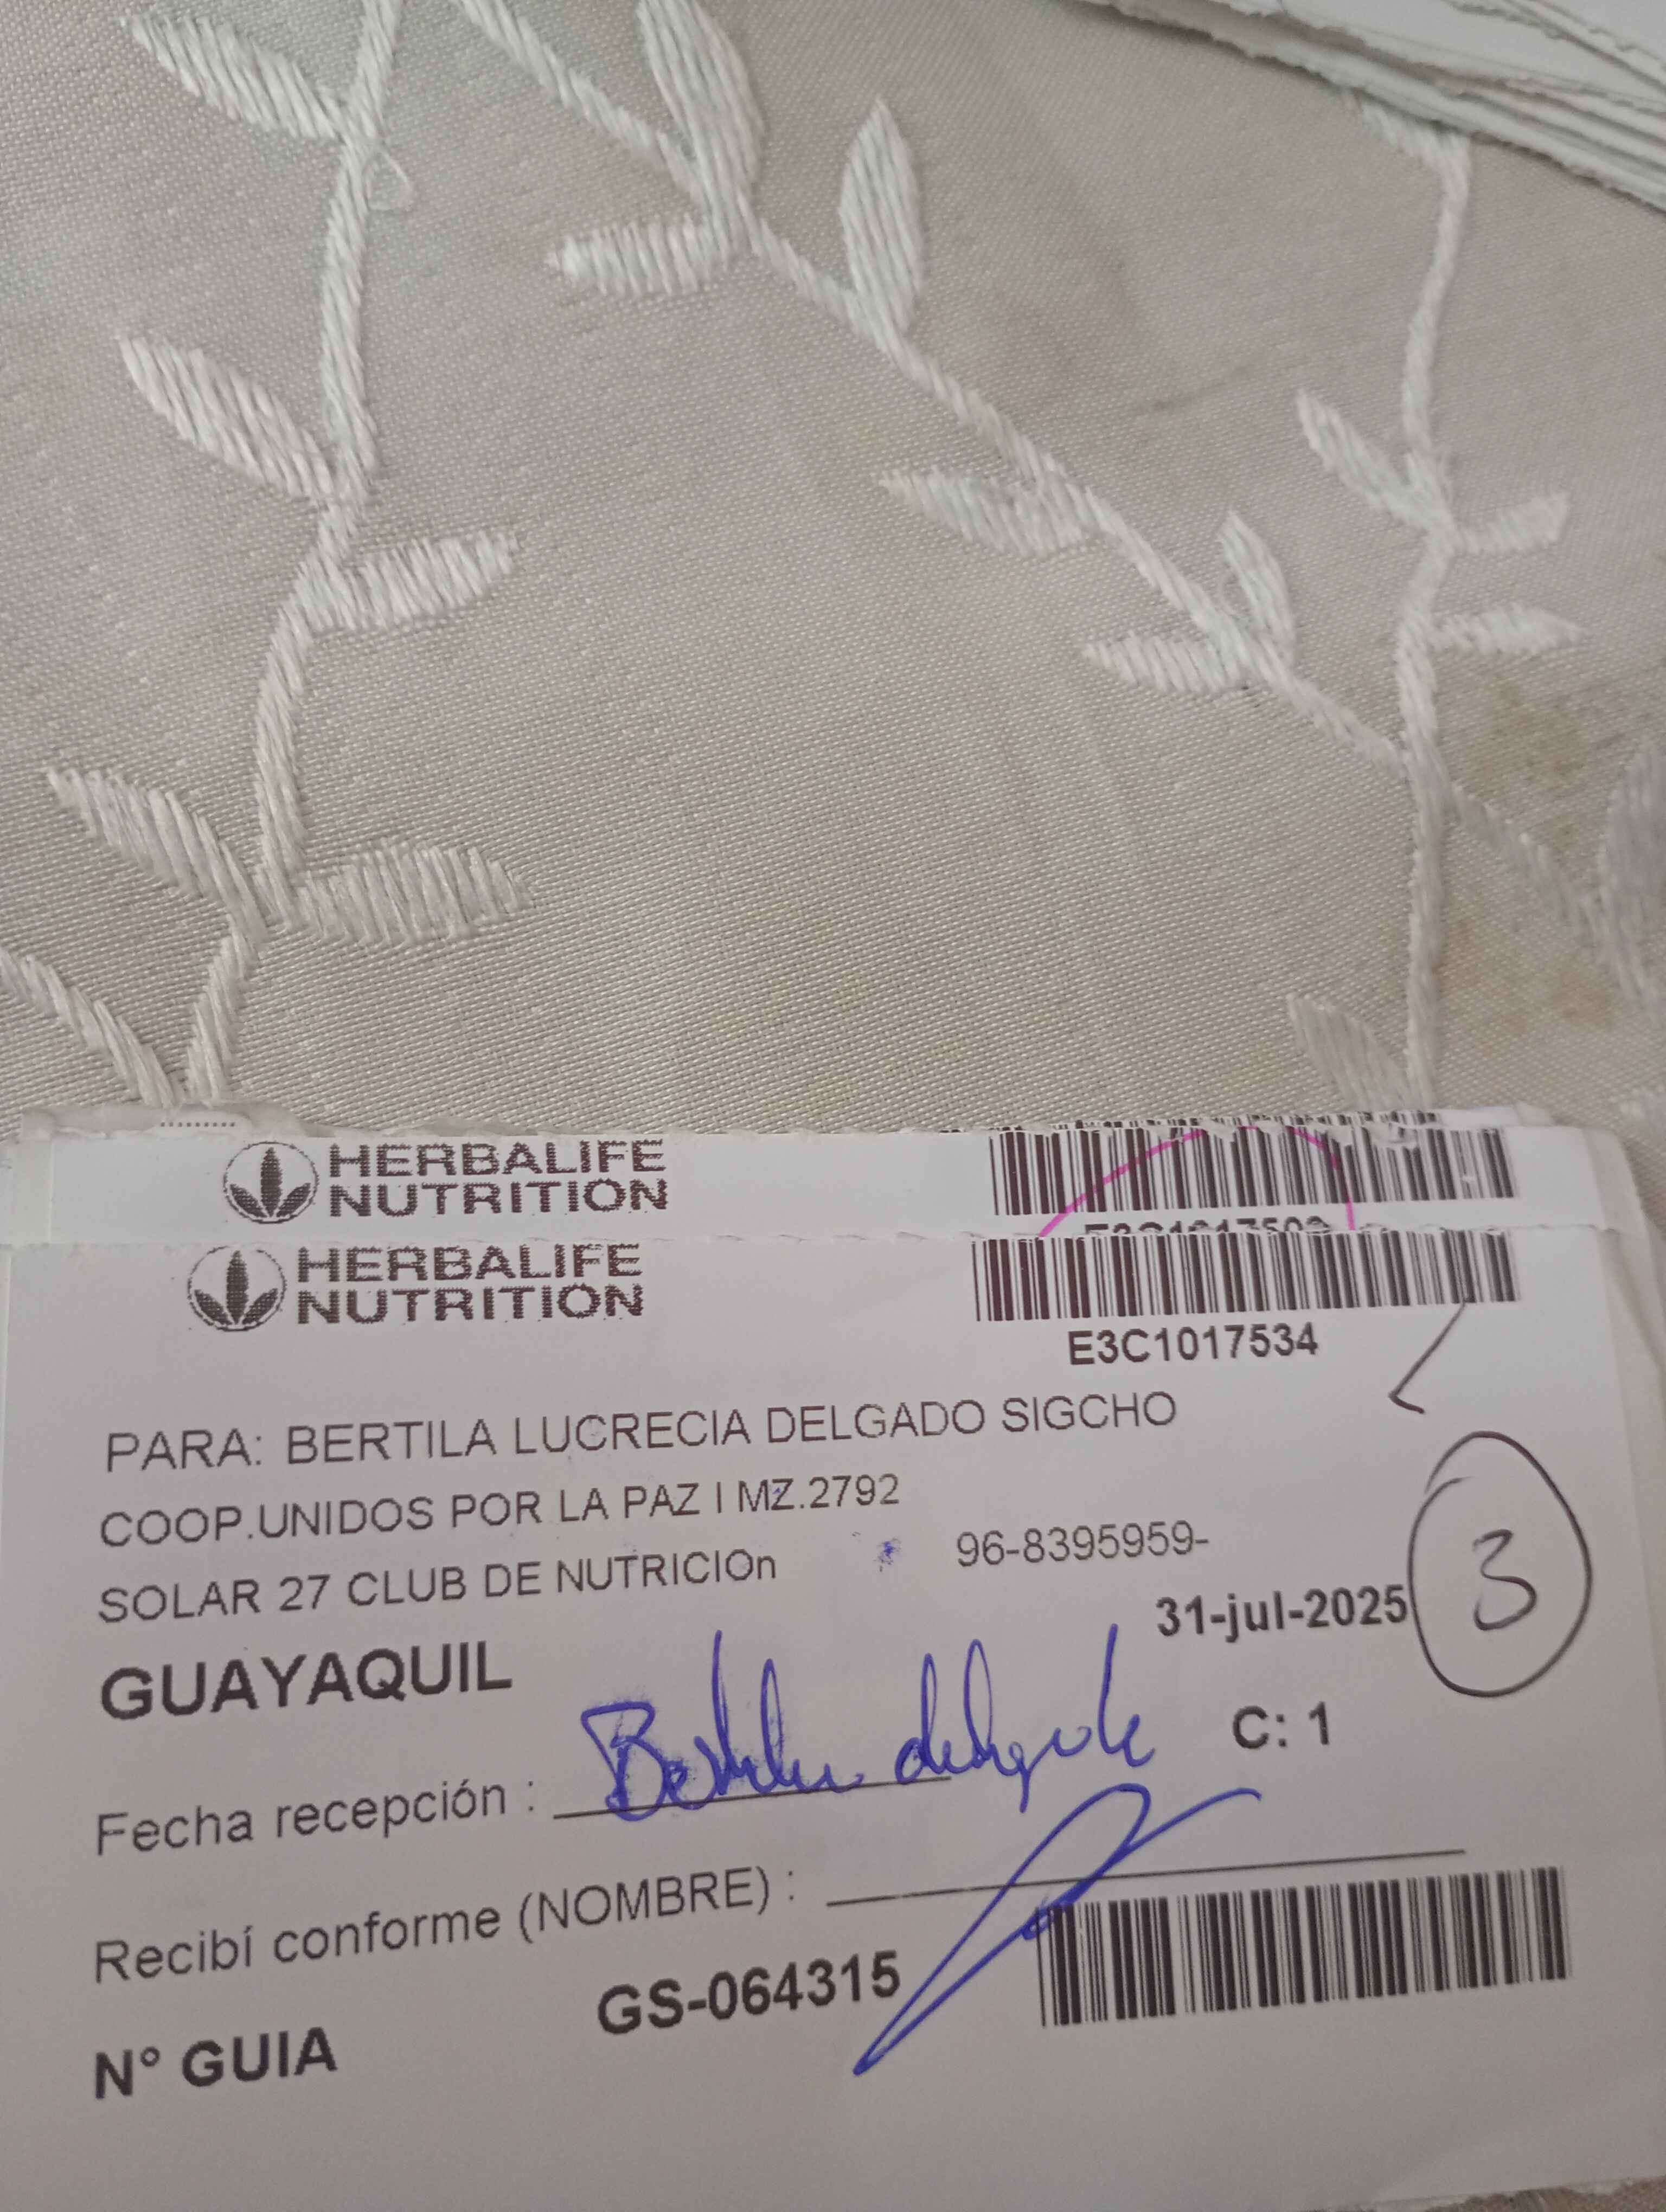 HERBALIFE
NUTRITION
HERBALIFE
NUTRITION
E3C1017534
PARA: BERTILA LUCRECIA DELGADO SIGCHO
COOP.UNIDOS POR LA PAZ I MZ.2792
SOLAR 27 CLUB DE NUTRICIOn 96-8395959-
31-jul-2025 3
GUAYAQUIL
C: 1
Fecha recepción : Bertila delgado
Recibí conforme (NOMBRE) :
N° GUIA GS-064315